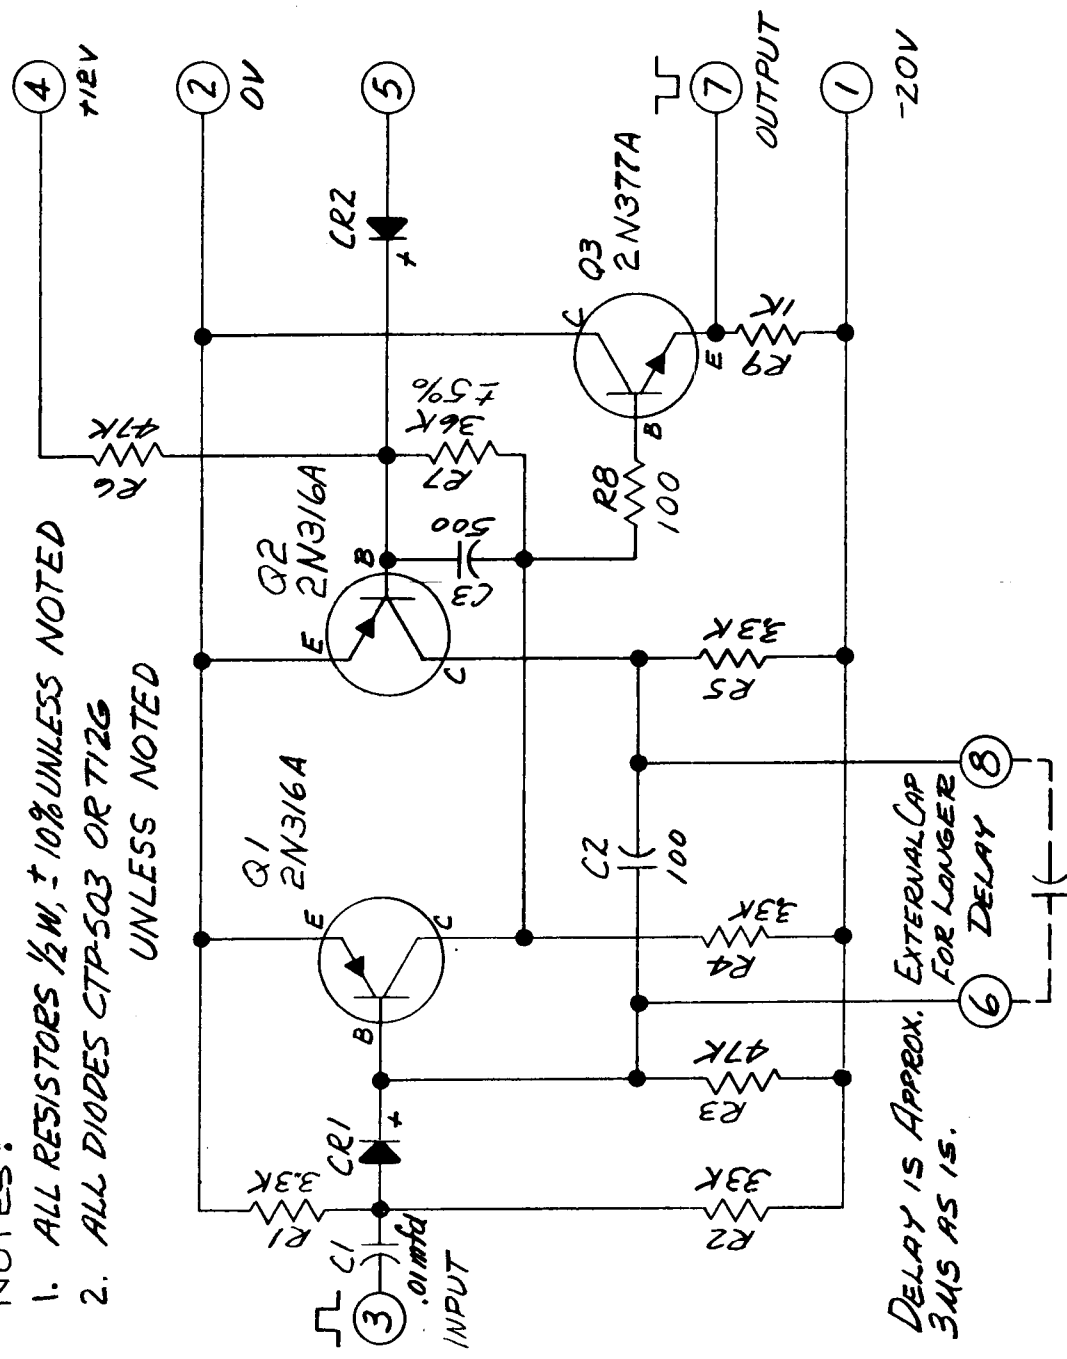 NOTES:
1. ALL RESISTORS ½W, ± 10% UNLESS NOTED
2. ALL DIODES CTP-503 OR T12G
UNLESS NOTED
4
+12V
2
0V
5
7
OUTPUT
1
-20V
R6
47K
CR2
+
Q2
2N316A
E
B
C
C3
500
R7
36K
±5%
Q3
2N377A
C
B
E
R8
100
R9
1K
Q1
2N316A
E
B
C
R1
3.3K
C1
.01mfd
3
INPUT
CR1
+
R2
33K
R3
47K
R4
3.3K
C2
100
R5
3.3K
6
8
EXTERNAL CAP
FOR LONGER
DELAY
DELAY IS APPROX.
3µS AS IS.